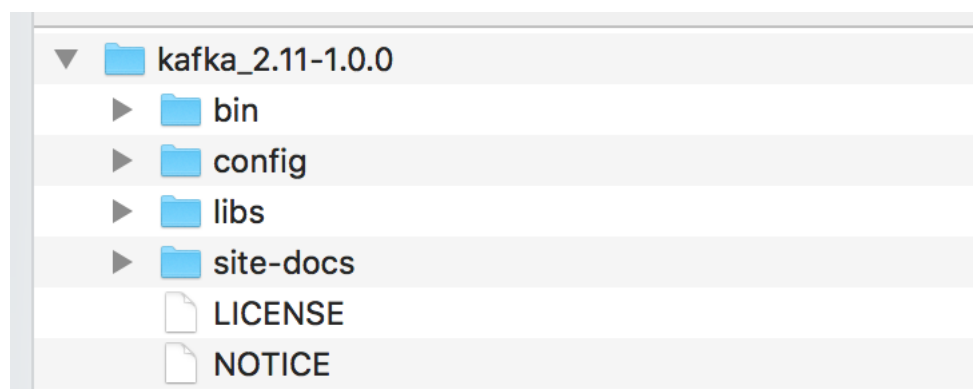 kafka_2.11-1.0.0
bin
config
libs
site-docs
LICENSE
NOTICE